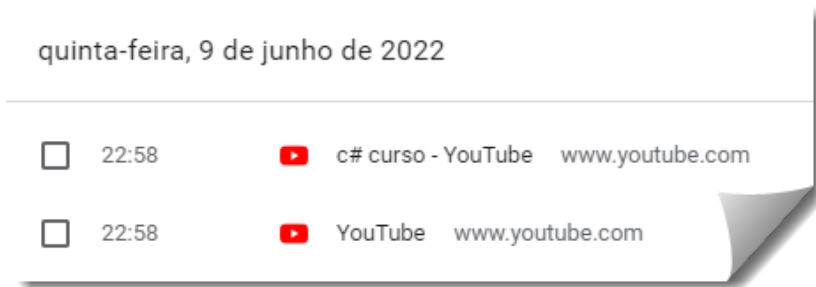 quinta-feira, 9 de junho de 2022
22:58 c# curso - YouTube www.youtube.com
22:58 YouTube www.youtube.com